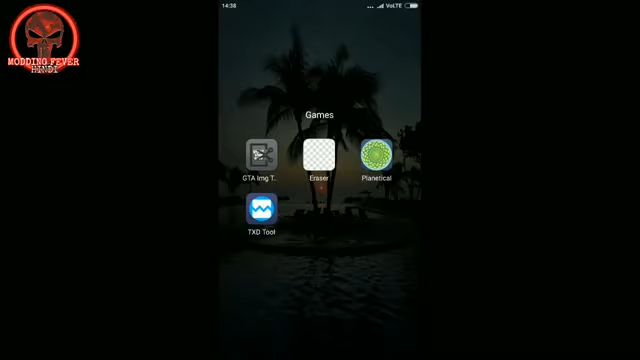 14:38
... VoLTE
MODDING FEVER
HINDI
Games
GTA Img T..
Eraser
Planetical
TXD Tool